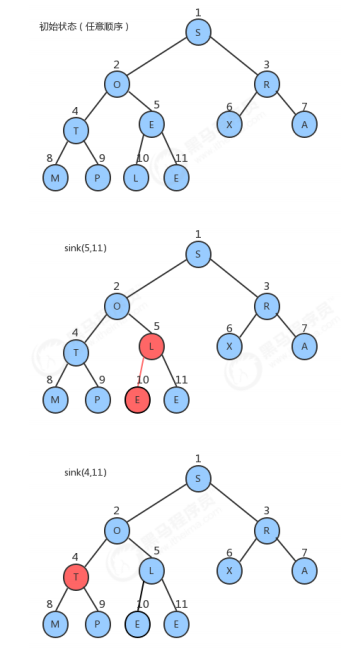 初始状态 ( 任意顺序 )
1
S
2
3
O
R
4
5
6
7
T
E
X
A
8
9
10
11
M
P
L
E
sink(5,11)
1
S
2
3
O
R
4
5
6
7
T
L
X
A
8
9
10
11
M
P
E
E
sink(4,11)
1
S
2
3
O
R
4
5
6
7
T
L
X
A
8
9
10
11
M
P
E
E